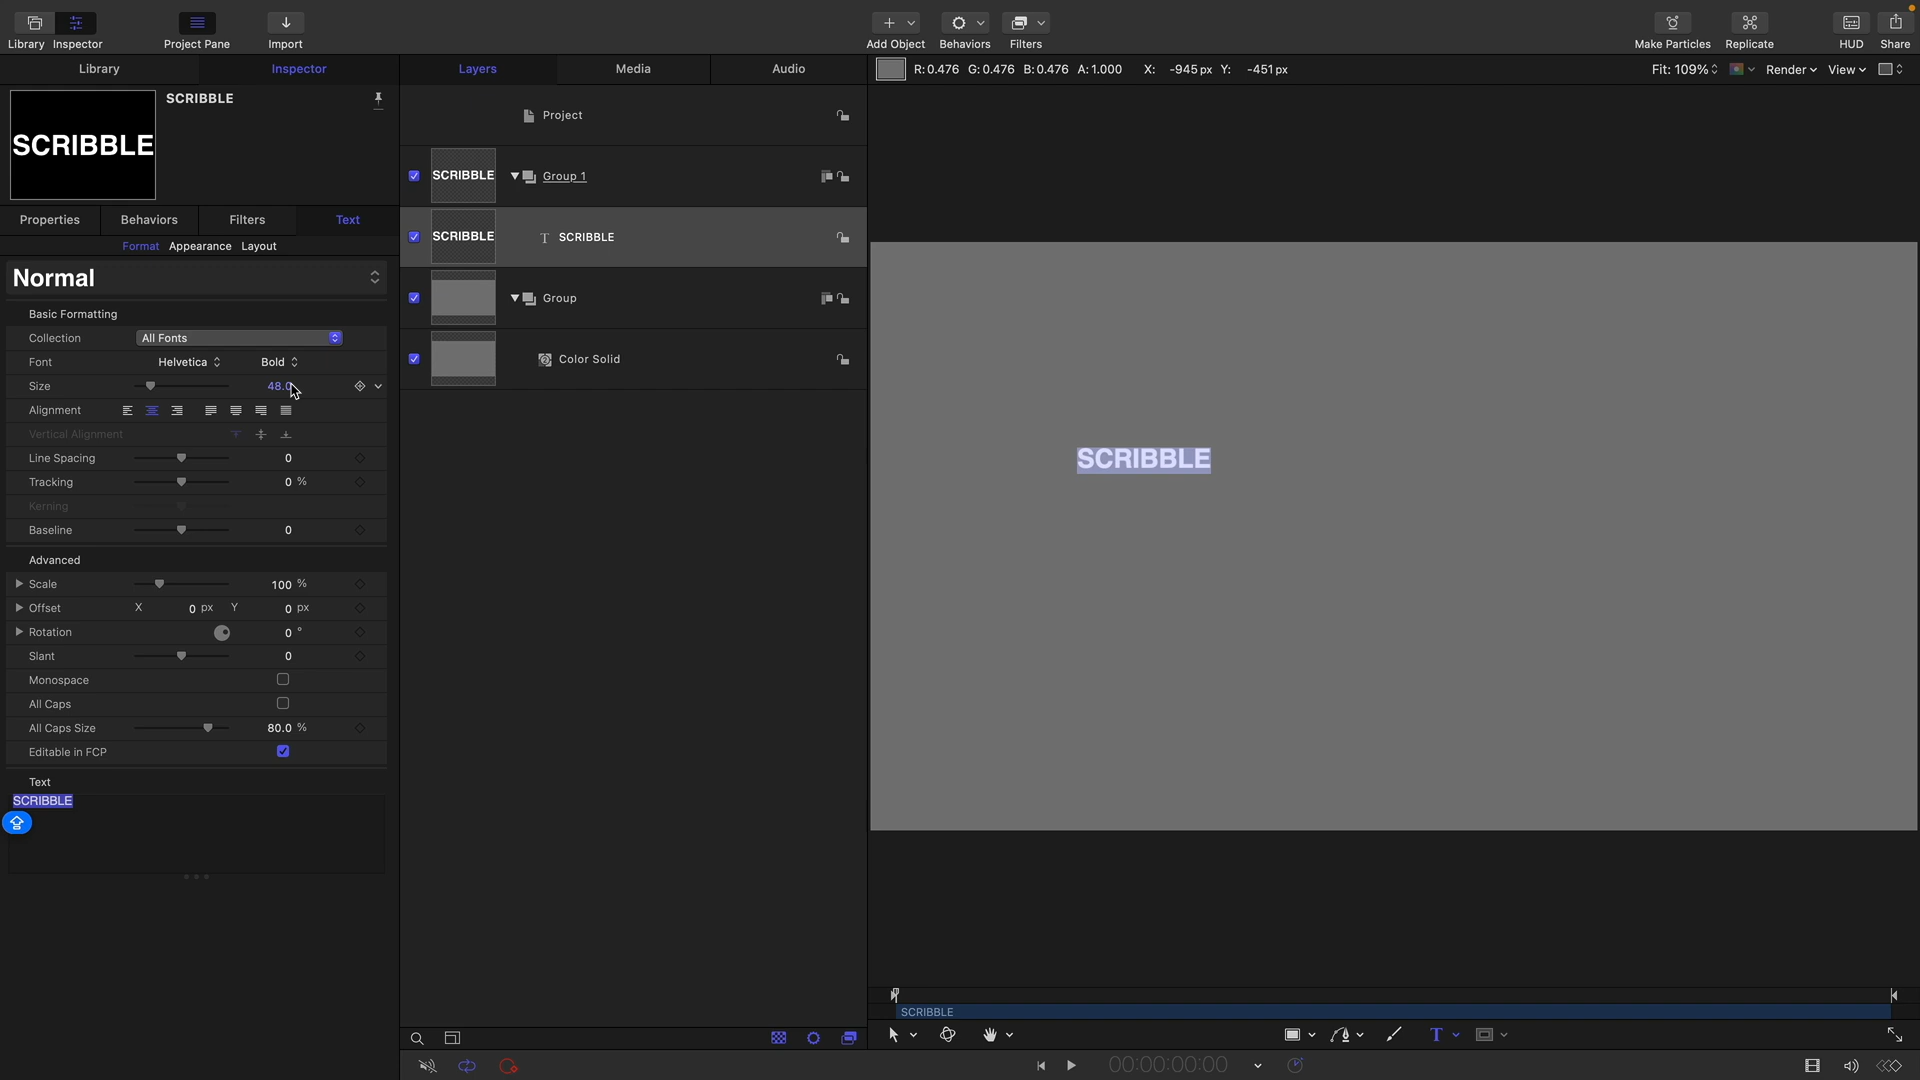 Library Inspector Project Pane Import Add Object Behaviors Filters Make Particles Replicate HUD Share
Library Inspector Layers Media Audio R:0.476 G:0.476 B:0.476 A:1.000 X: -945 px Y: -451 px Fit: 109% Render View
SCRIBBLE
SCRIBBLE
Properties Behaviors Filters Text
Format Appearance Layout
Normal
Basic Formatting
Collection All Fonts
Font Helvetica Bold
Size 48.0
Alignment
Vertical Alignment
Line Spacing 0
Tracking 0 %
Kerning
Baseline 0
Advanced
Scale 100 %
Offset X 0 px Y 0 px
Rotation 0 °
Slant 0
Monospace
All Caps
All Caps Size 80.0 %
Editable in FCP
Text
SCRIBBLE
Project
SCRIBBLE Group 1
SCRIBBLE T SCRIBBLE
Group
Color Solid
SCRIBBLE
SCRIBBLE
T
00:00:00:00